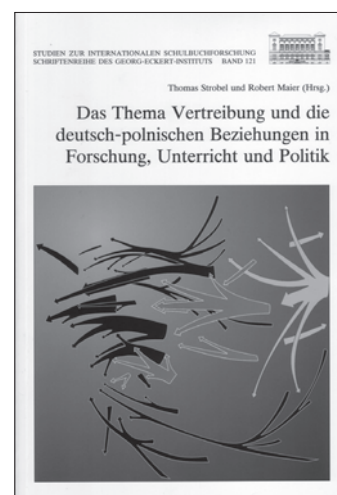 STUDIEN ZUR INTERNATIONALEN SCHULBUCHFORSCHUNG
SCHRIFTENREIHE DES GEORG-ECKERT-INSTITUTS BAND 121
Thomas Strobel und Robert Maier (Hrsg.)
Das Thema Vertreibung und die
deutsch-polnischen Beziehungen in
Forschung, Unterricht und Politik